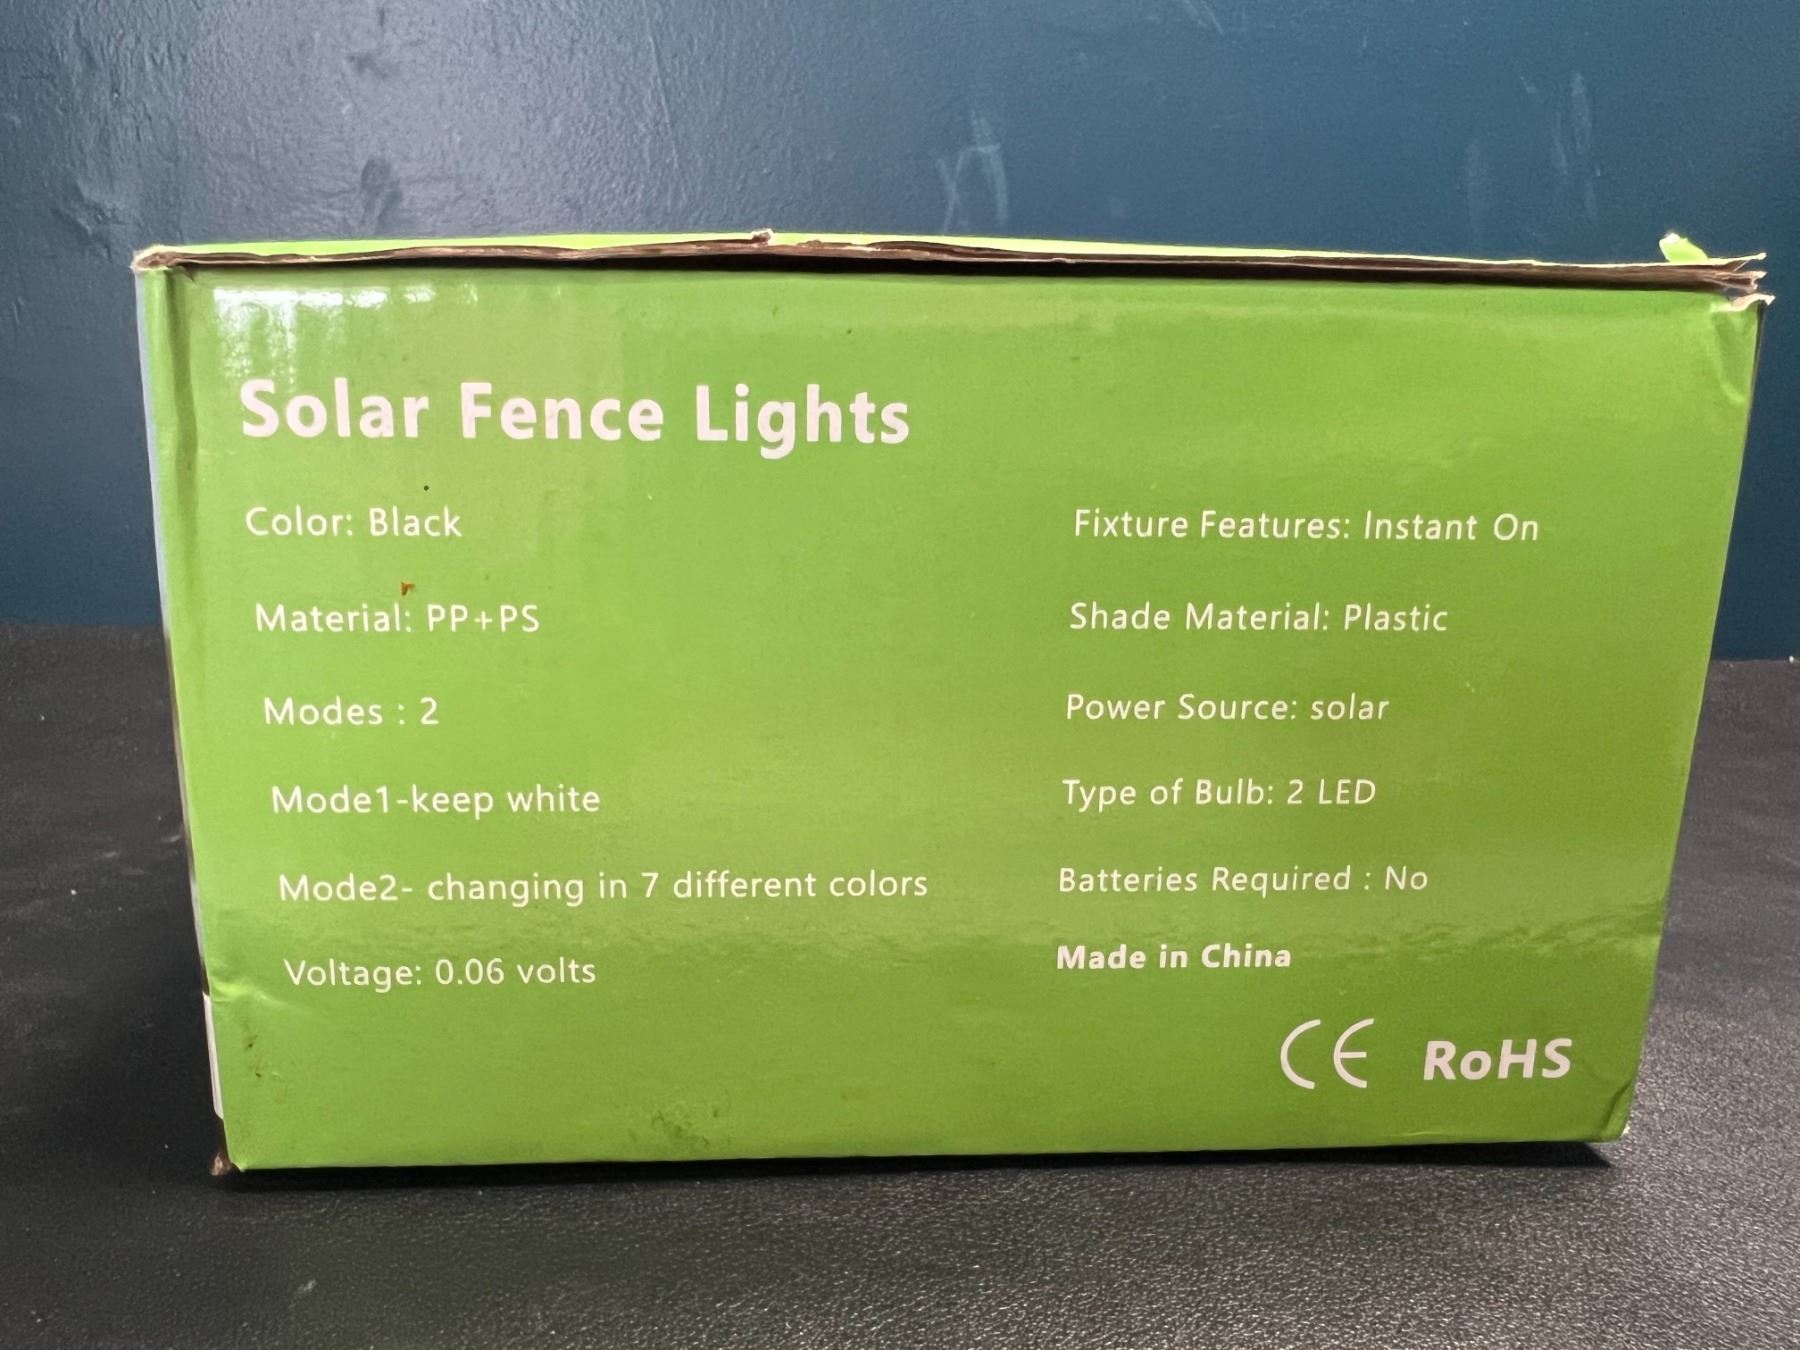 Solar Fence Lights
Color: Black
Material: PP+PS
Modes : 2
Mode1-keep white
Mode2- changing in 7 different colors
Voltage: 0.06 volts
Fixture Features: Instant On
Shade Material: Plastic
Power Source: solar
Type of Bulb: 2 LED
Batteries Required : No
Made in China
CE RoHS